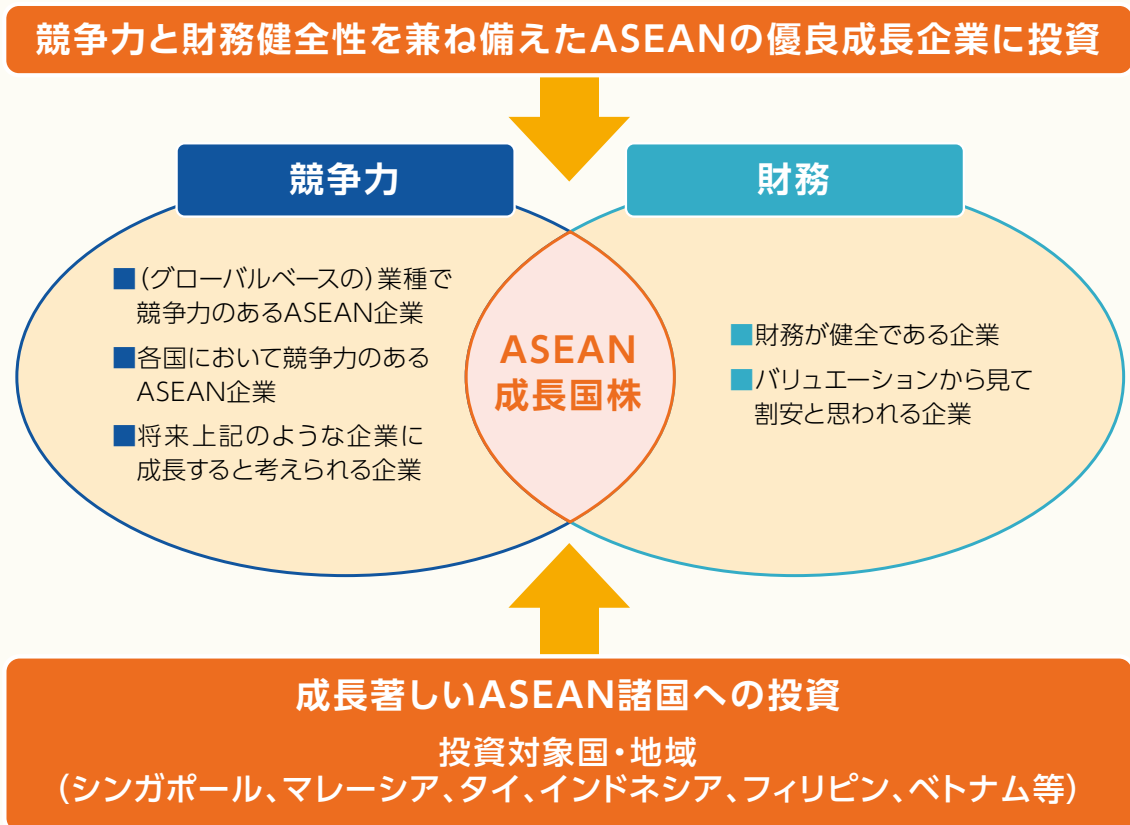 競争力と財務健全性を兼ね備えたASEANの優良成長企業に投資
競争力
■(グローバルベースの)業種で
競争力のあるASEAN企業
■各国において競争力のある
ASEAN企業
■将来上記のような企業に
成長すると考えられる企業
ASEAN
成長国株
財務
■財務が健全である企業
■バリュエーションから見て
割安と思われる企業
成長著しいASEAN諸国への投資
投資対象国・地域
(シンガポール、マレーシア、タイ、インドネシア、フィリピン、ベトナム等)